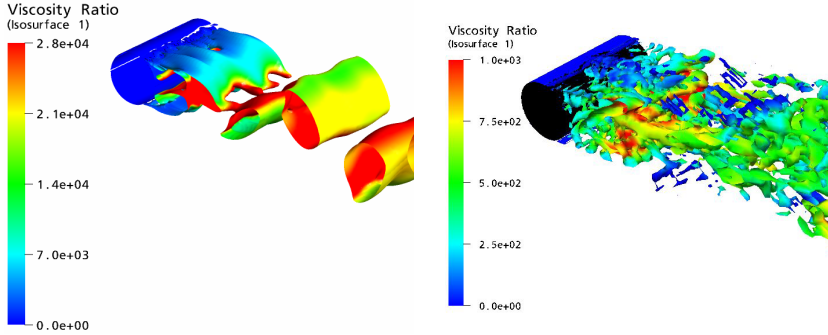 Viscosity Ratio
(Isosurface 1)
2.8e+04
2.1e+04
1.4e+04
7.0e+03
0.0e+00
Viscosity Ratio
(Isosurface 1)
1.0e+03
7.5e+02
5.0e+02
2.5e+02
0.0e+00